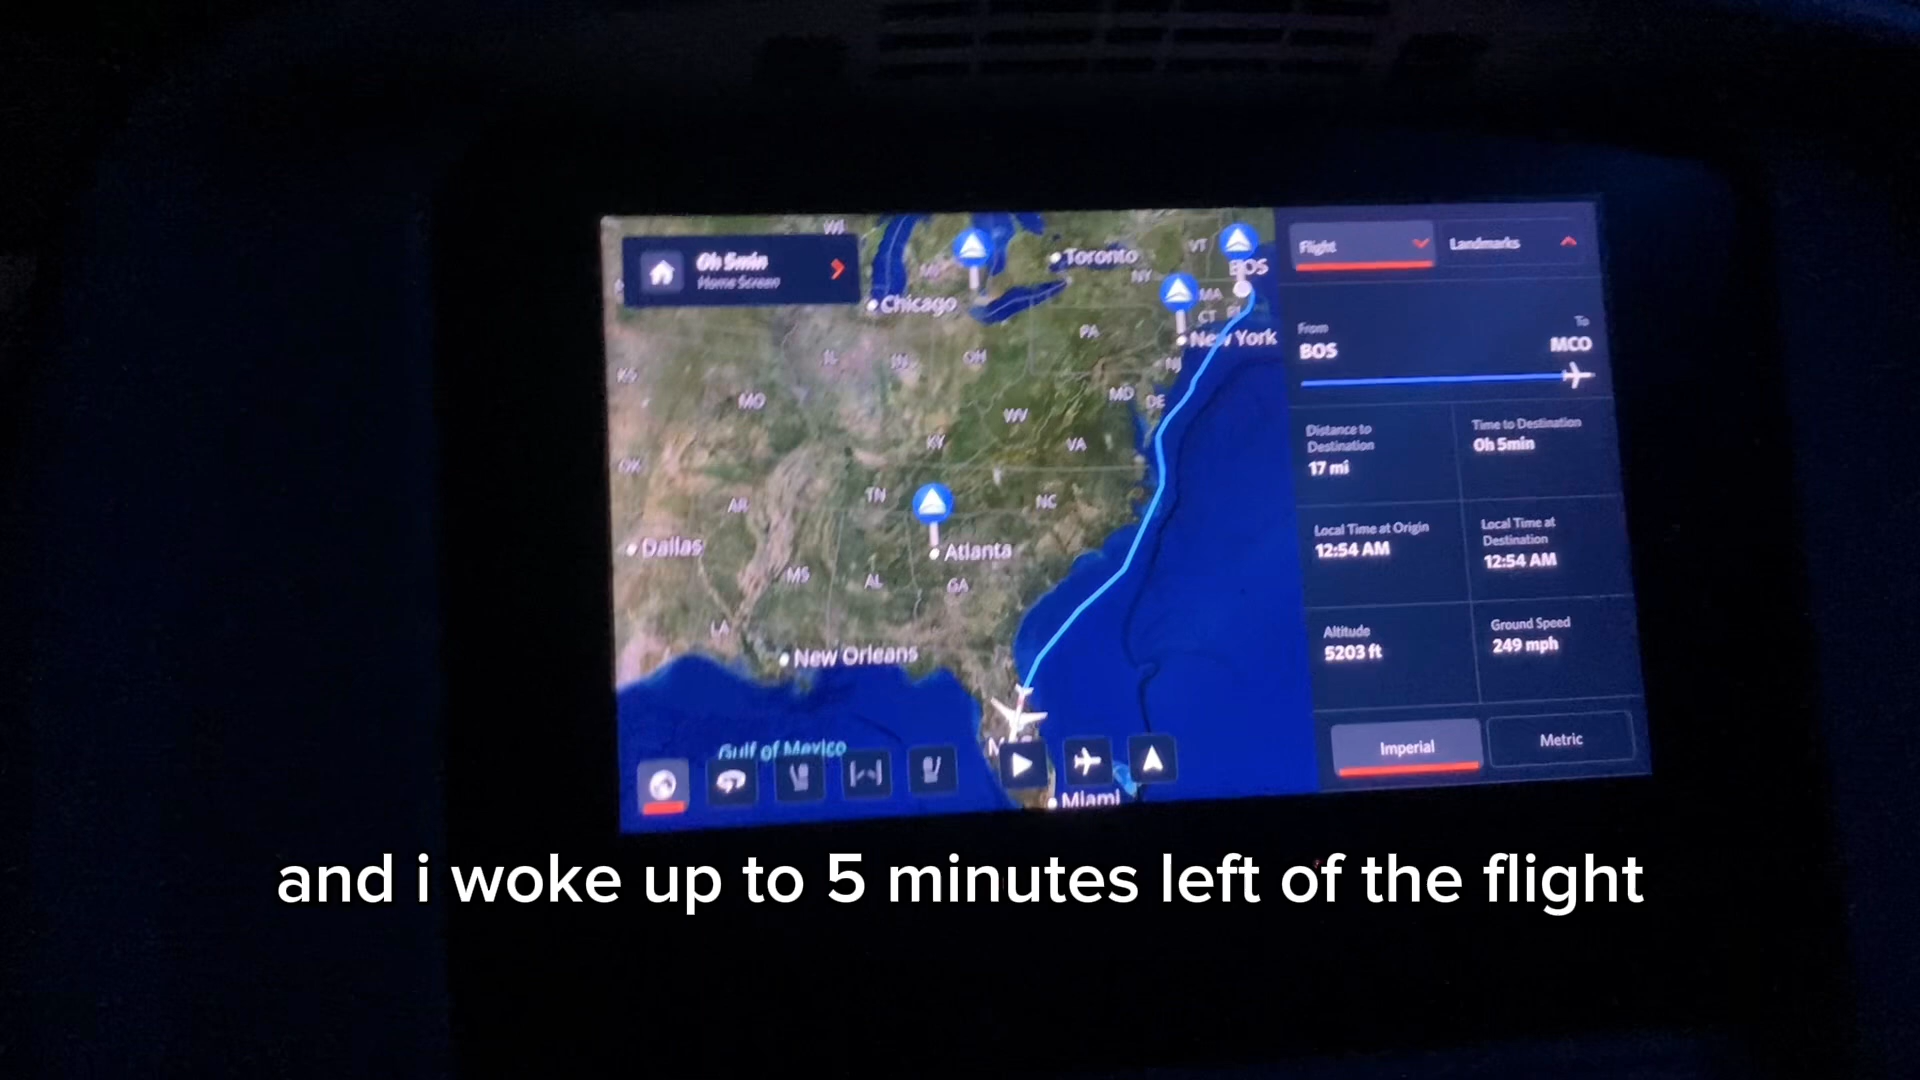 0h 5min
Home Screen
WI
VT
BOS
Toronto
NY
MA
Chicago
CT
New York
PA
IL
IN
OH
NJ
KS
MO
MD
DE
WV
KY
VA
OK
TN
NC
AR
Dallas
Atlanta
MS
AL
GA
LA
New Orleans
Gulf of Mexico
Miami
Flight
Landmarks
From
To
BOS
MCO
Distance to
Destination
17 mi
Time to Destination
0h 5min
Local Time at Origin
12:54 AM
Local Time at
Destination
12:54 AM
Altitude
5203 ft
Ground Speed
249 mph
Imperial
Metric
and i woke up to 5 minutes left of the flight